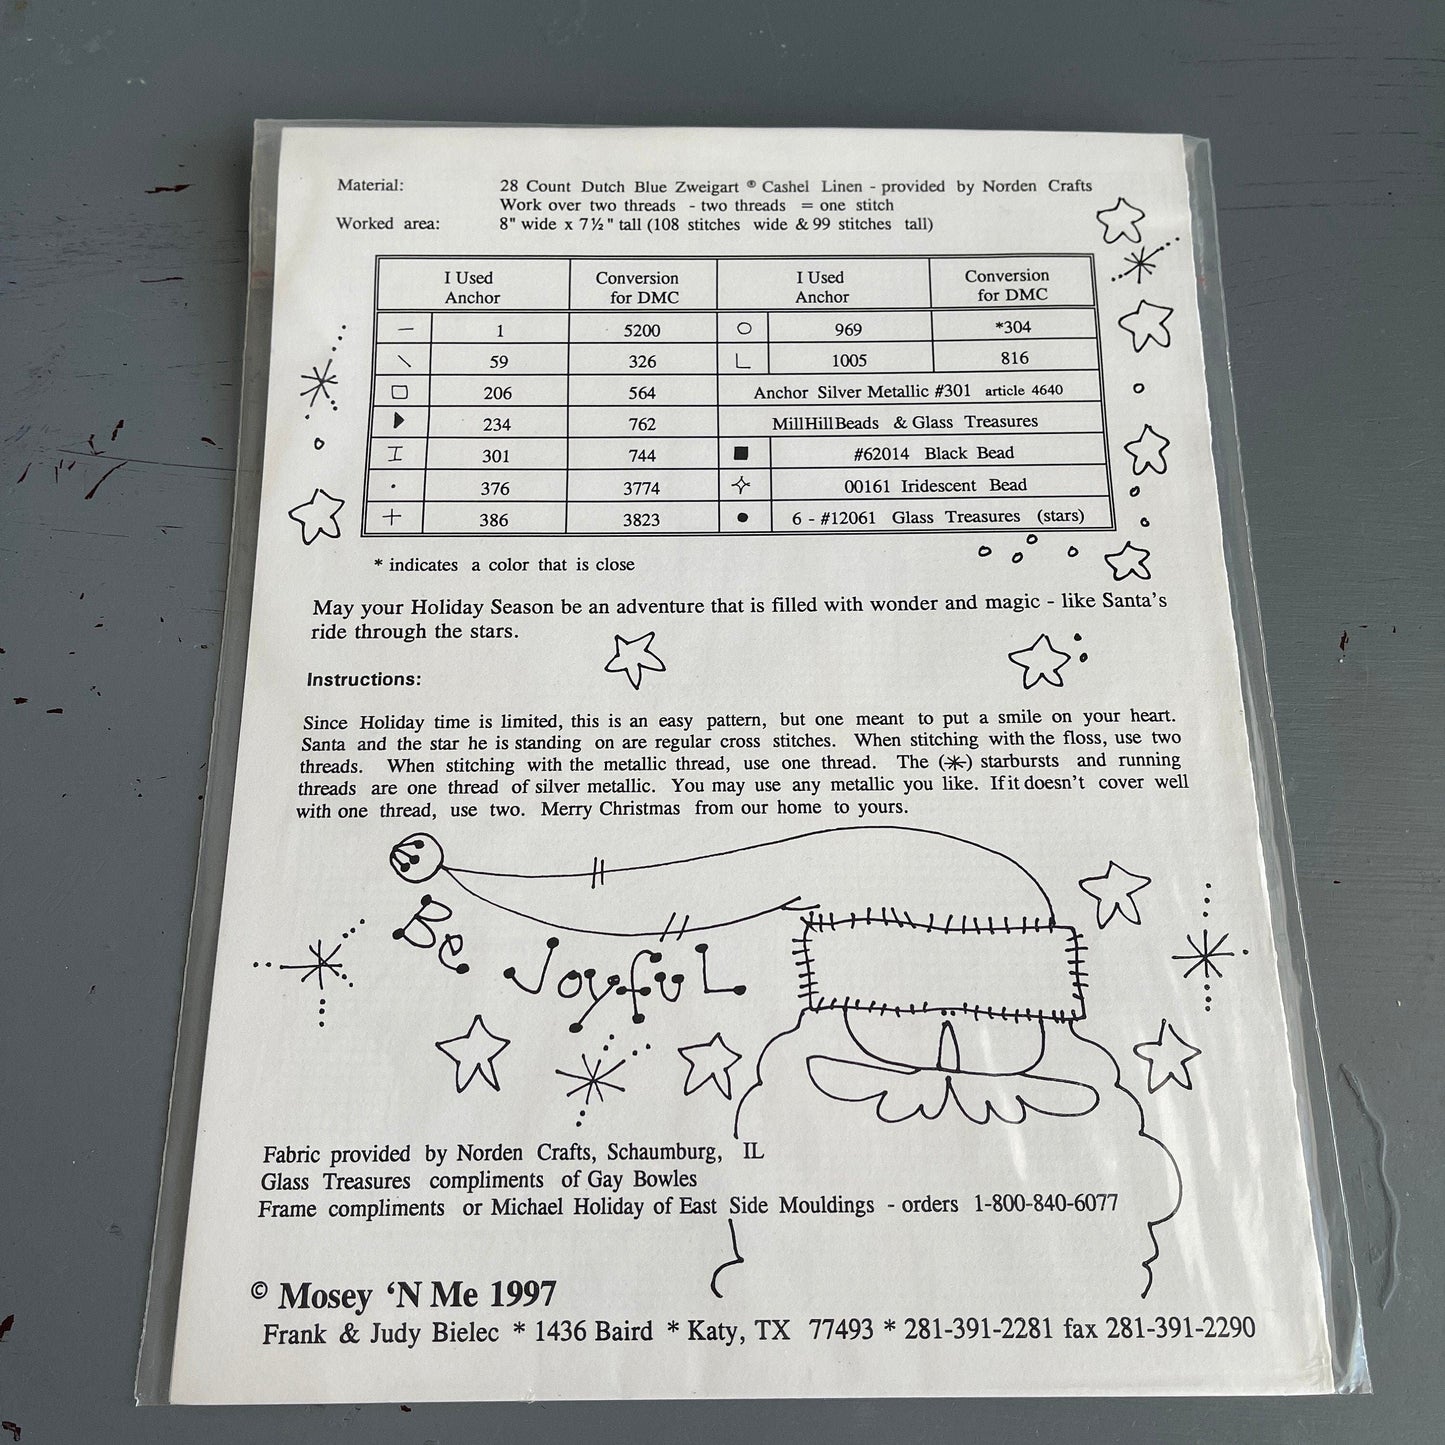 Material: 28 Count Dutch Blue Zweigart ® Cashel Linen - provided by Norden Crafts
Work over two threads - two threads = one stitch
Worked area: 8" wide x 7½" tall (108 stitches wide & 99 stitches tall)
I Used Anchor Conversion for DMC I Used Anchor Conversion for DMC
— 1 5200 ○ 969 *304
\ 59 326 L 1005 816
□ 206 564 Anchor Silver Metallic #301 article 4640
▶ 234 762 MillHillBeads & Glass Treasures
I 301 744 ■ #62014 Black Bead
· 376 3774 ✧ 00161 Iridescent Bead
+ 386 3823 ● 6 - #12061 Glass Treasures (stars)
* indicates a color that is close
May your Holiday Season be an adventure that is filled with wonder and magic - like Santa's
ride through the stars.
Instructions:
Since Holiday time is limited, this is an easy pattern, but one meant to put a smile on your heart.
Santa and the star he is standing on are regular cross stitches. When stitching with the floss, use two
threads. When stitching with the metallic thread, use one thread. The (✳) starbursts and running
threads are one thread of silver metallic. You may use any metallic you like. If it doesn't cover well
with one thread, use two. Merry Christmas from our home to yours.
Be
Joyful
Fabric provided by Norden Crafts, Schaumburg, IL
Glass Treasures compliments of Gay Bowles
Frame compliments or Michael Holiday of East Side Mouldings - orders 1-800-840-6077
© Mosey 'N Me 1997
Frank & Judy Bielec * 1436 Baird * Katy, TX 77493 * 281-391-2281 fax 281-391-2290